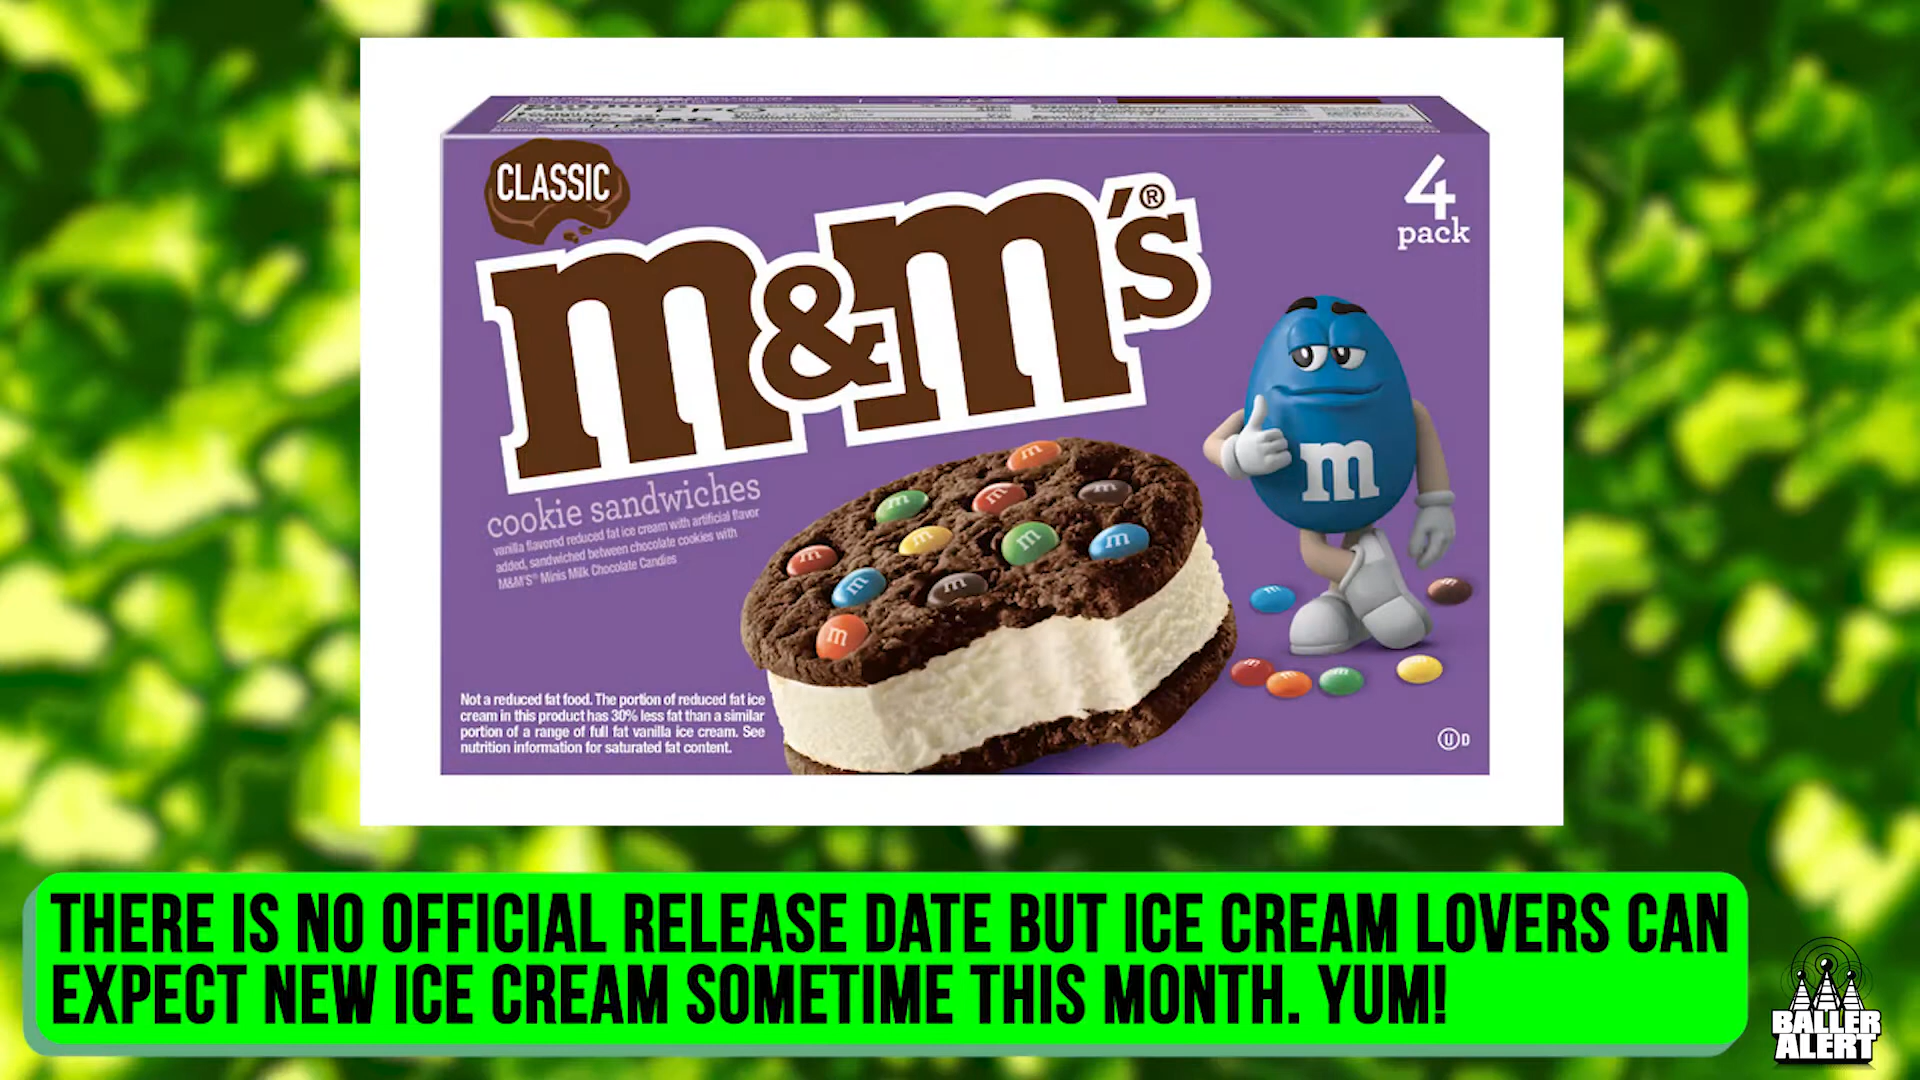 CLASSIC
m&m's®
4
pack
cookie sandwiches
vanilla flavored reduced fat ice cream with artificial flavor
added, sandwiched between chocolate cookies with
M&M'S® Minis Milk Chocolate Candies
m
Not a reduced fat food. The portion of reduced fat ice
cream in this product has 30% less fat than a similar
portion of a range of full fat vanilla ice cream. See
nutrition information for saturated fat content.
U D
THERE IS NO OFFICIAL RELEASE DATE BUT ICE CREAM LOVERS CAN
EXPECT NEW ICE CREAM SOMETIME THIS MONTH. YUM!
BALLER
ALERT